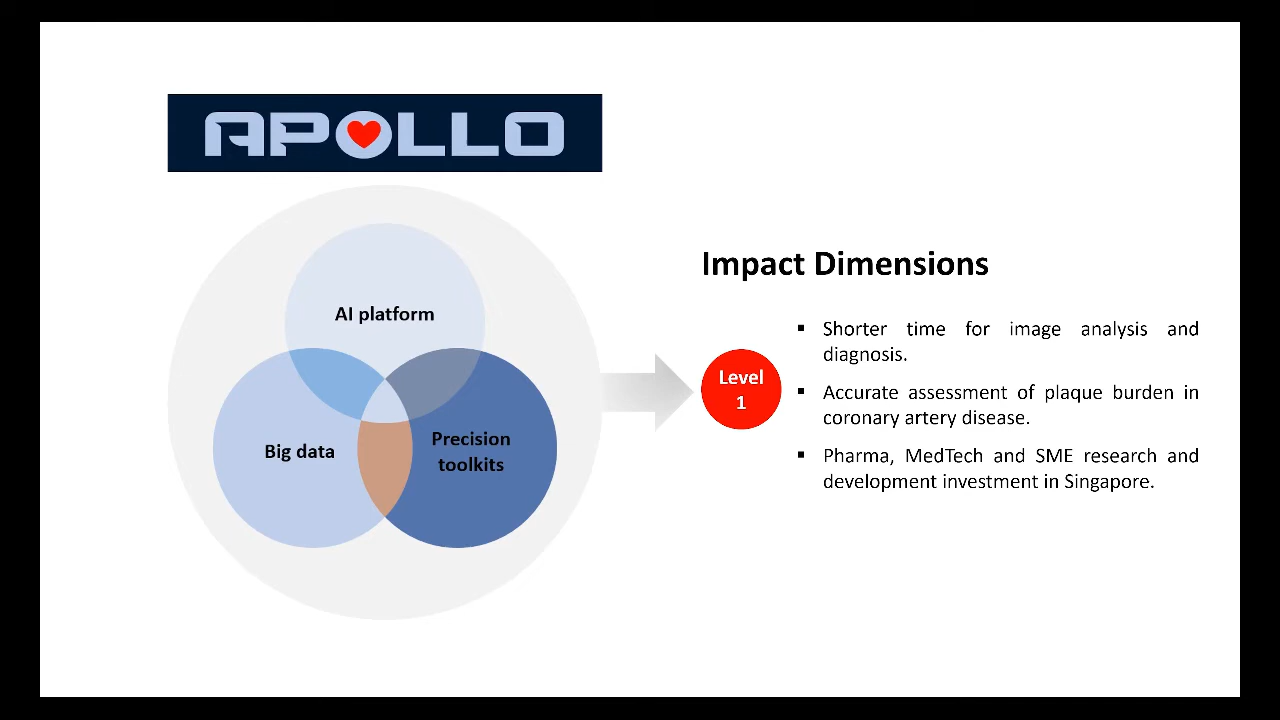 APOLLO
AI platform
Big data
Precision
toolkits
Impact Dimensions
Level
1
▪ Shorter time for image analysis and
diagnosis.
▪ Accurate assessment of plaque burden in
coronary artery disease.
▪ Pharma, MedTech and SME research and
development investment in Singapore.